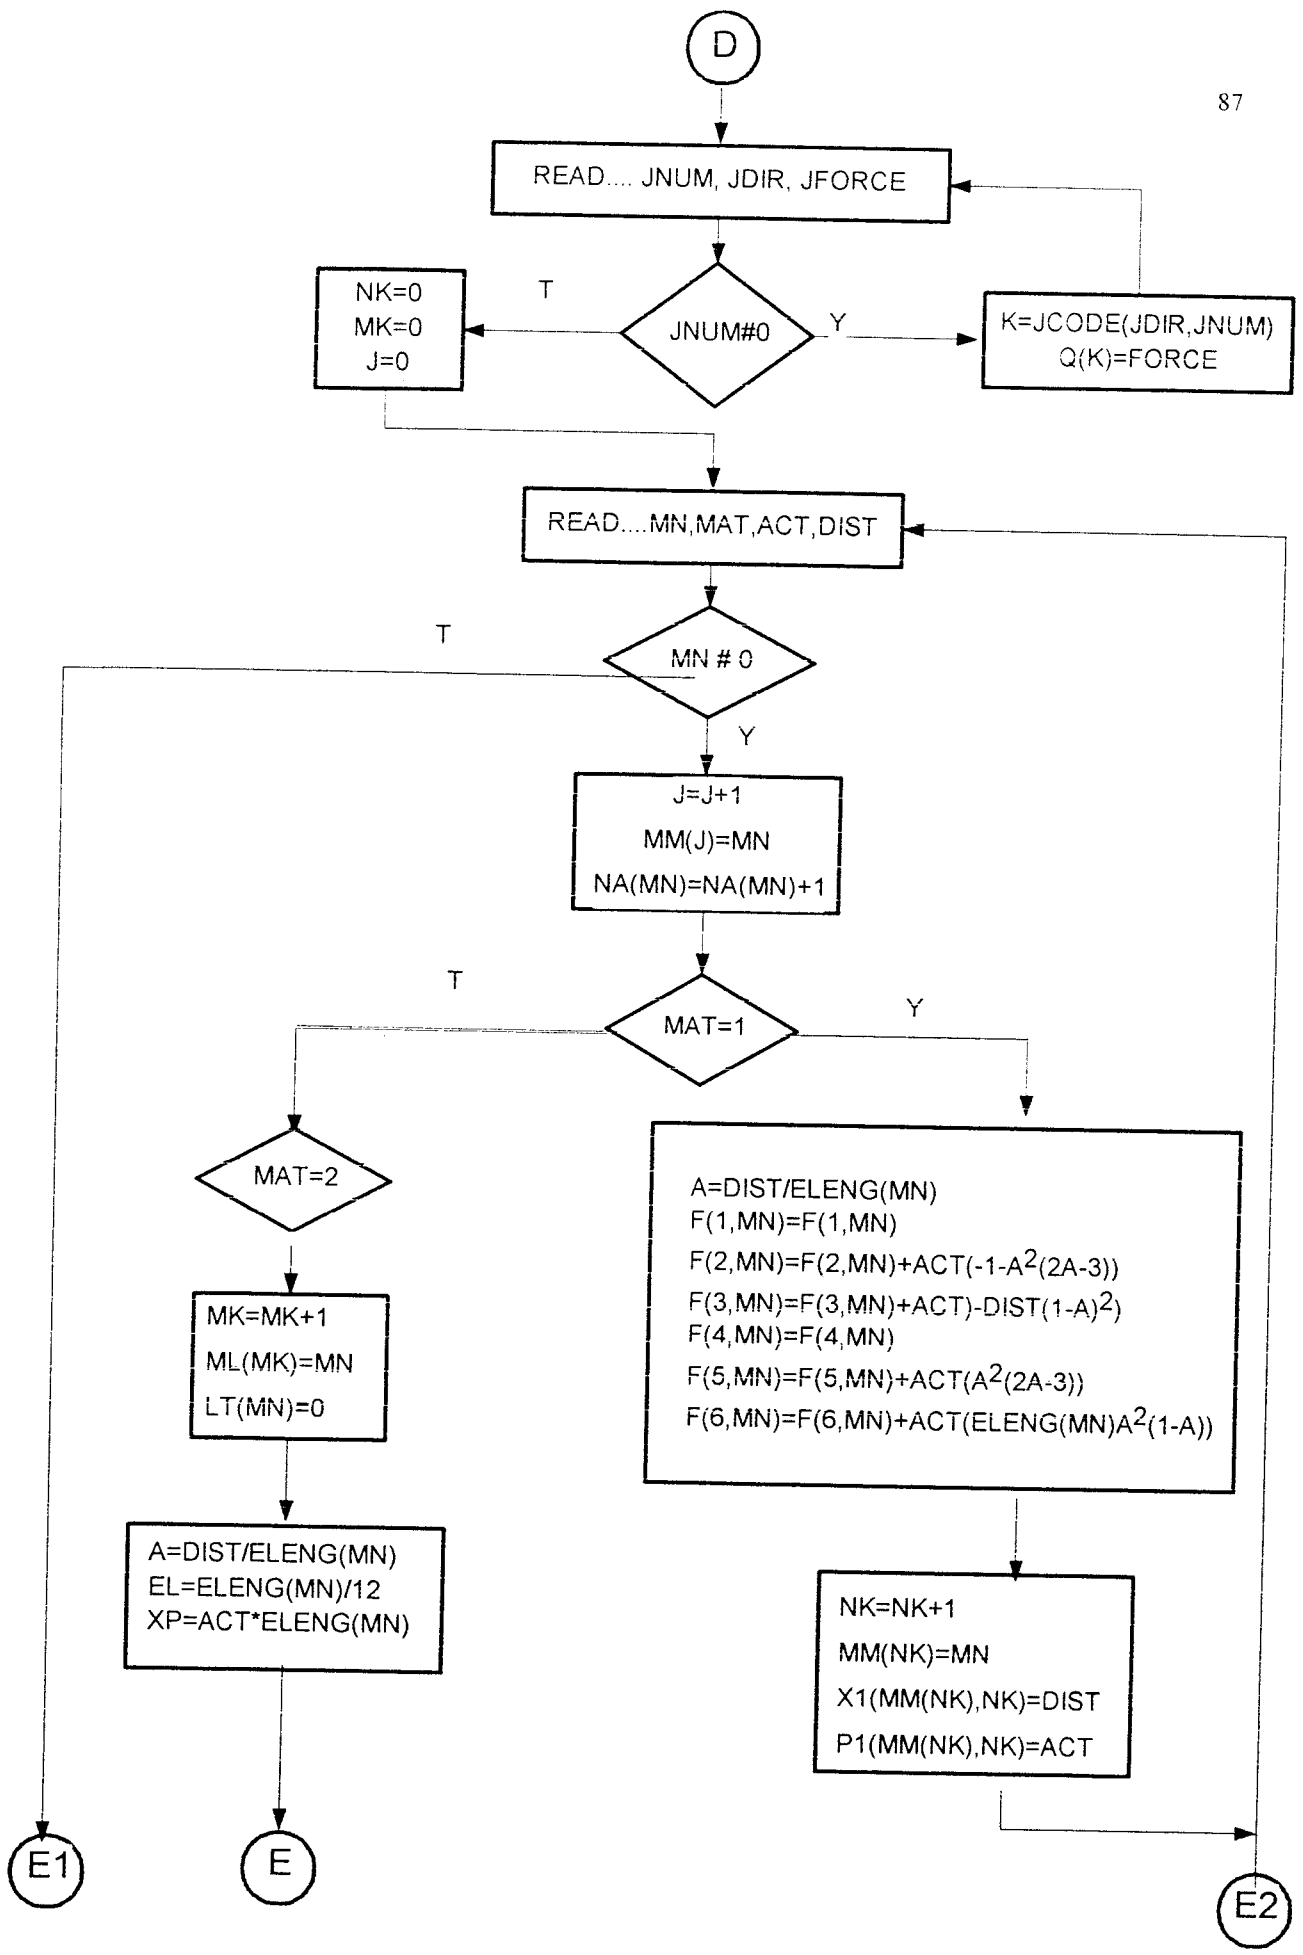 D
87
READ.... JNUM, JDIR, JFORCE
NK=0
MK=0
J=0
T
JNUM#0
Y
K=JCODE(JDIR,JNUM)
Q(K)=FORCE
READ....MN,MAT,ACT,DIST
T
MN # 0
Y
J=J+1
MM(J)=MN
NA(MN)=NA(MN)+1
T
MAT=1
Y
MAT=2
A=DIST/ELENG(MN)
F(1,MN)=F(1,MN)
F(2,MN)=F(2,MN)+ACT(-1-A²(2A-3))
F(3,MN)=F(3,MN)+ACT)-DIST(1-A)²)
F(4,MN)=F(4,MN)
F(5,MN)=F(5,MN)+ACT(A²(2A-3))
F(6,MN)=F(6,MN)+ACT(ELENG(MN)A²(1-A))
MK=MK+1
ML(MK)=MN
LT(MN)=0
A=DIST/ELENG(MN)
EL=ELENG(MN)/12
XP=ACT*ELENG(MN)
NK=NK+1
MM(NK)=MN
X1(MM(NK),NK)=DIST
P1(MM(NK),NK)=ACT
E1
E
E2